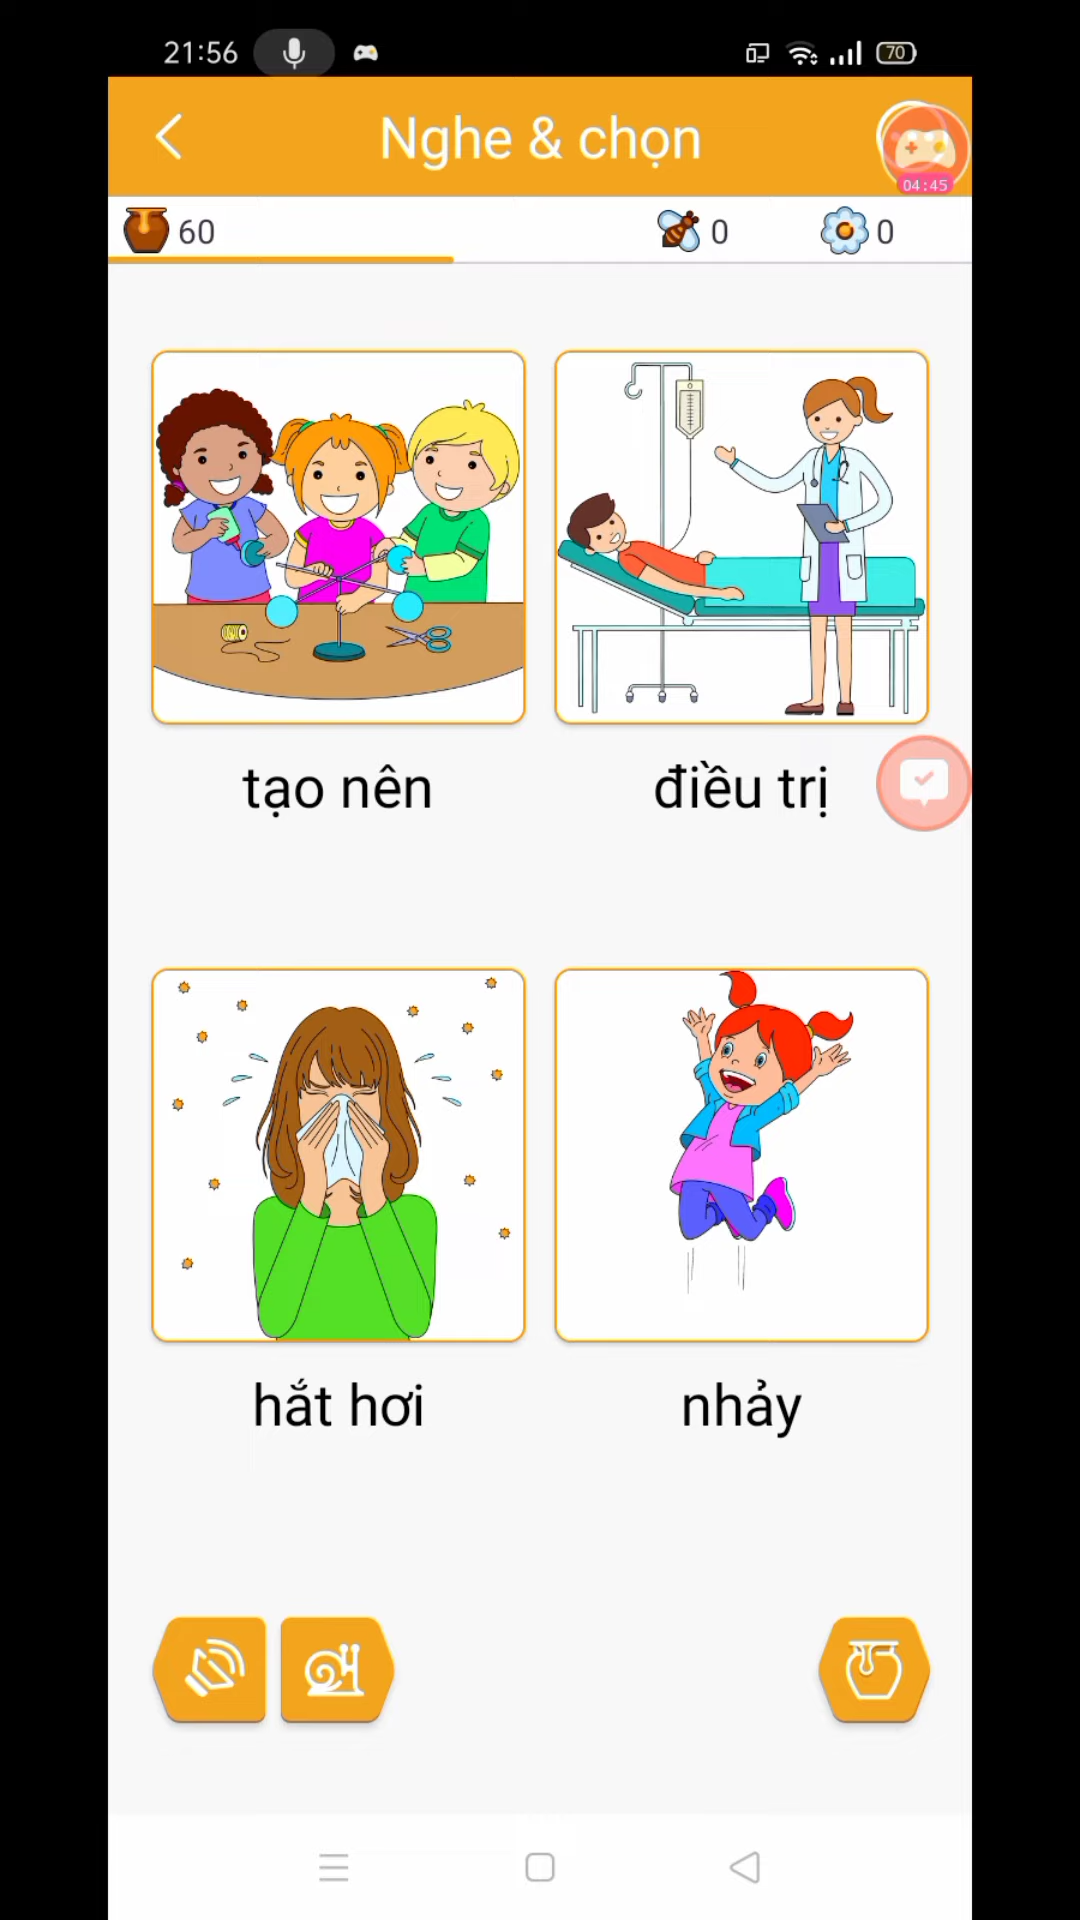 21:56
70
Nghe & chọn
04:45
60
0
0
tạo nên
điều trị
hắt hơi
nhảy